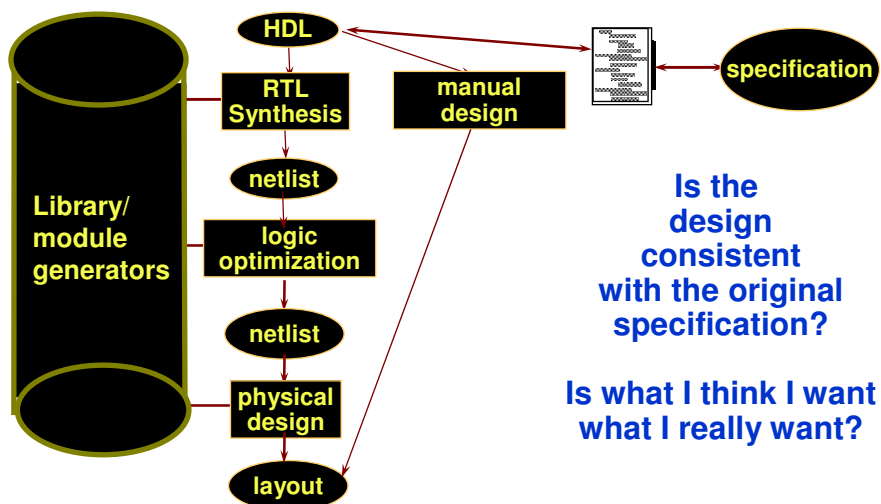 HDL
specification
RTL
Synthesis
manual
design
netlist
Library/
module
generators
logic
optimization
netlist
physical
design
layout
Is the
design
consistent
with the original
specification?
Is what I think I want
what I really want?